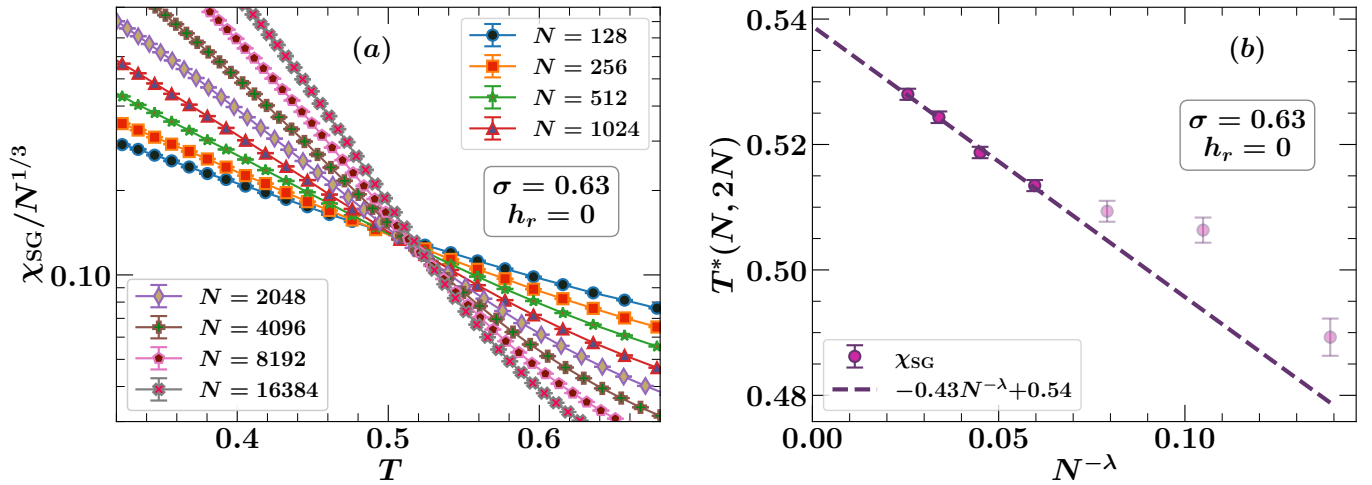 (a)
N = 128
N = 256
N = 512
N = 1024
σ = 0.63
h_r = 0
N = 2048
N = 4096
N = 8192
N = 16384
χ_SG/N^{1/3}
0.10
0.4
0.5
0.6
T
(b)
σ = 0.63
h_r = 0
χ_SG
−0.43N^{−λ}+0.54
T*(N, 2N)
0.54
0.52
0.50
0.48
0.00
0.05
0.10
N^{−λ}